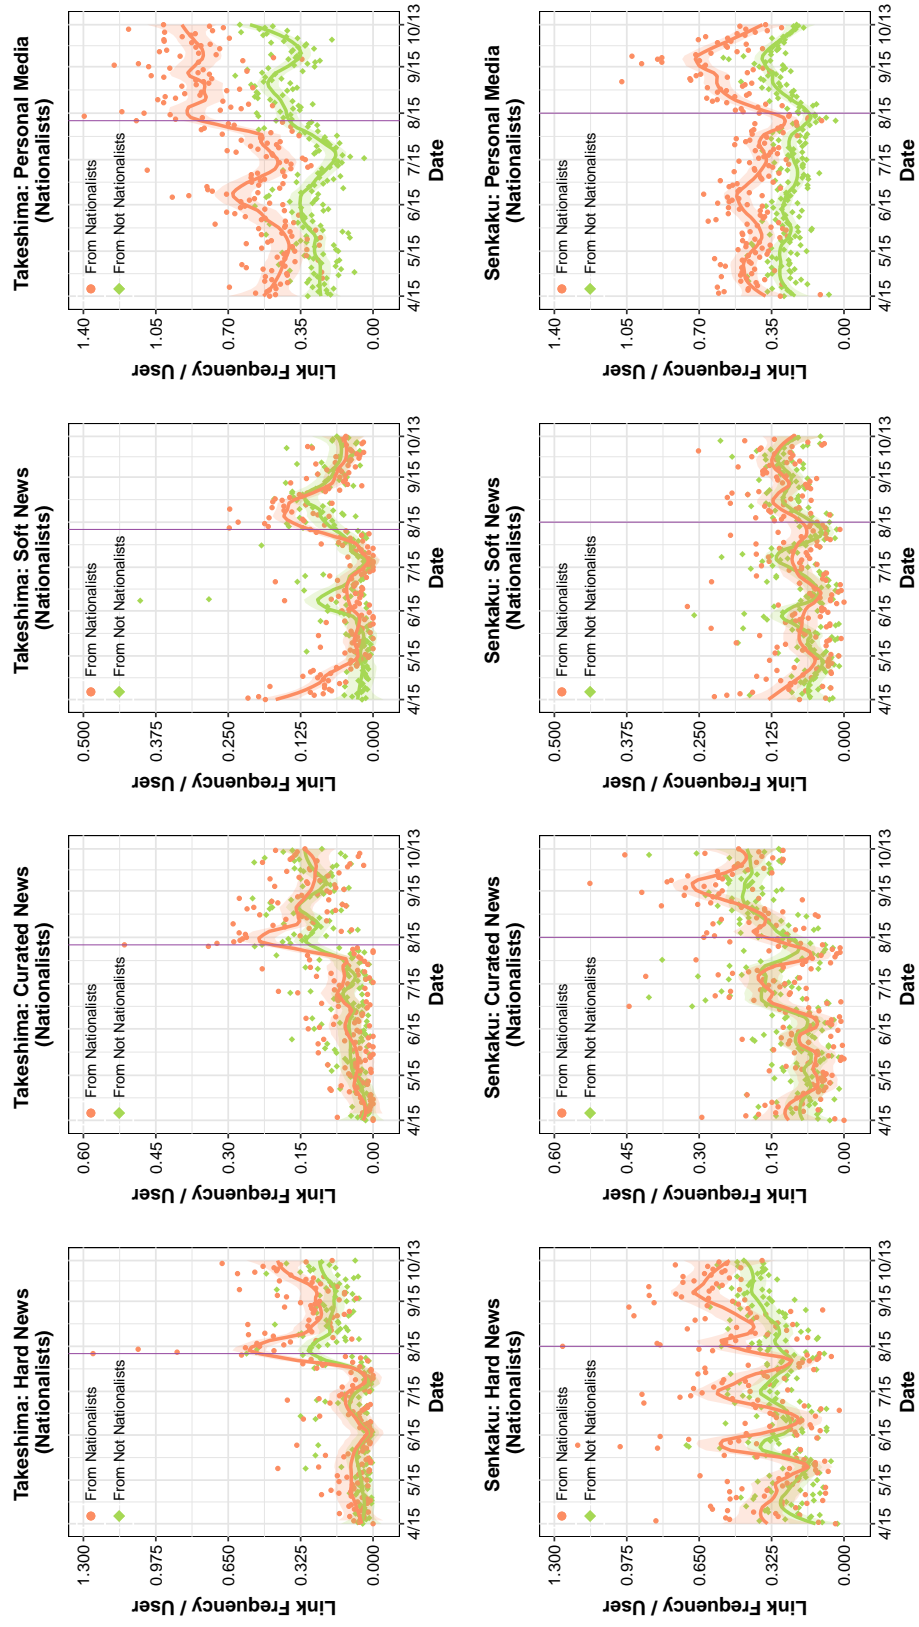 Takeshima: Hard News
(Nationalists)
From Nationalists
From Not Nationalists
Link Frequency / User
1.300
0.975
0.650
0.325
0.000
4/15 5/15 6/15 7/15 8/15 9/15 10/13
Date
Takeshima: Curated News
(Nationalists)
From Nationalists
From Not Nationalists
Link Frequency / User
0.60
0.45
0.30
0.15
0.00
4/15 5/15 6/15 7/15 8/15 9/15 10/13
Date
Takeshima: Soft News
(Nationalists)
From Nationalists
From Not Nationalists
Link Frequency / User
0.500
0.375
0.250
0.125
0.000
4/15 5/15 6/15 7/15 8/15 9/15 10/13
Date
Takeshima: Personal Media
(Nationalists)
From Nationalists
From Not Nationalists
Link Frequency / User
1.40
1.05
0.70
0.35
0.00
4/15 5/15 6/15 7/15 8/15 9/15 10/13
Date
Senkaku: Hard News
(Nationalists)
From Nationalists
From Not Nationalists
Link Frequency / User
1.300
0.975
0.650
0.325
0.000
4/15 5/15 6/15 7/15 8/15 9/15 10/13
Date
Senkaku: Curated News
(Nationalists)
From Nationalists
From Not Nationalists
Link Frequency / User
0.60
0.45
0.30
0.15
0.00
4/15 5/15 6/15 7/15 8/15 9/15 10/13
Date
Senkaku: Soft News
(Nationalists)
From Nationalists
From Not Nationalists
Link Frequency / User
0.500
0.375
0.250
0.125
0.000
4/15 5/15 6/15 7/15 8/15 9/15 10/13
Date
Senkaku: Personal Media
(Nationalists)
From Nationalists
From Not Nationalists
Link Frequency / User
1.40
1.05
0.70
0.35
0.00
4/15 5/15 6/15 7/15 8/15 9/15 10/13
Date